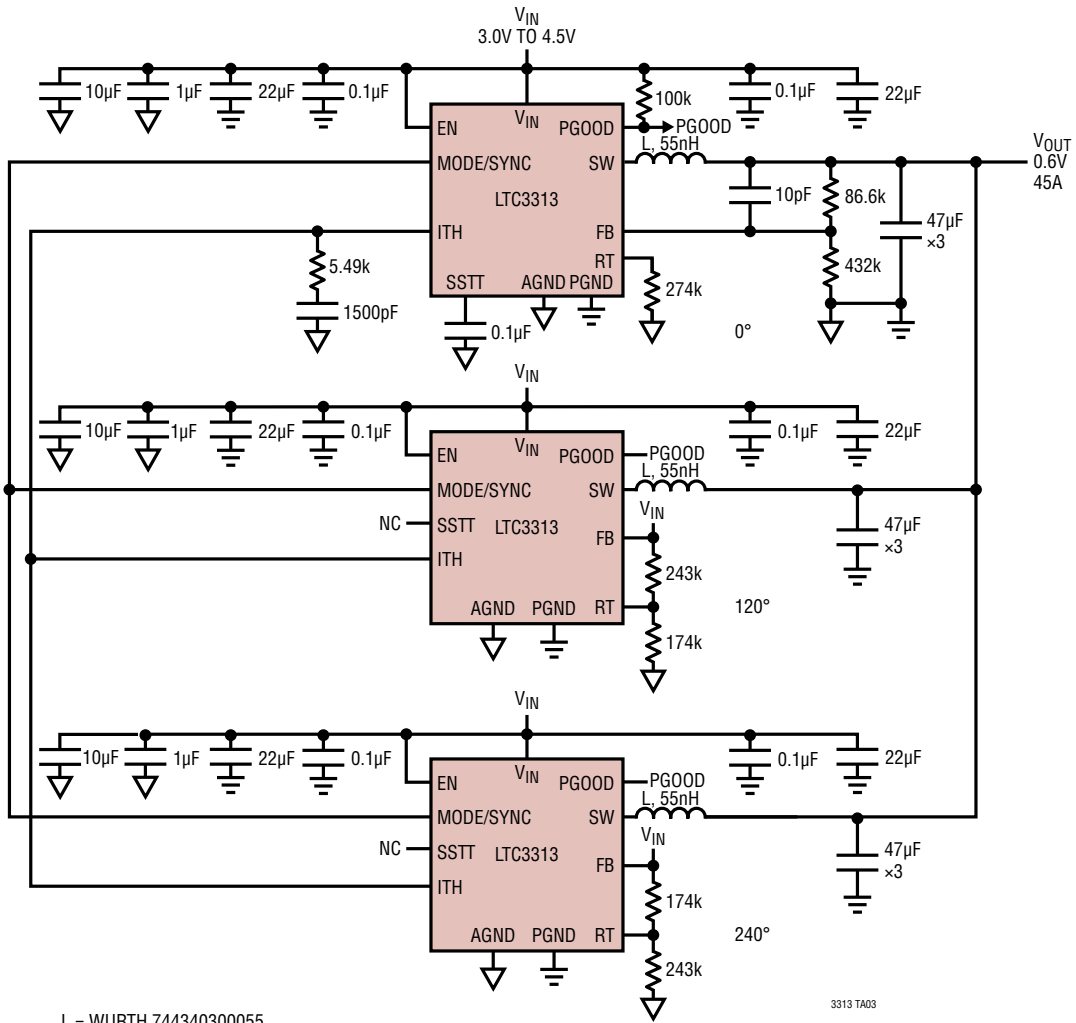 VIN
3.0V TO 4.5V
10µF
1µF
22µF
0.1µF
100k
0.1µF
22µF
EN
VIN
PGOOD
PGOOD
L, 55nH
MODE/SYNC
SW
VOUT
0.6V
45A
LTC3313
10pF
86.6k
47µF
×3
ITH
FB
5.49k
RT
432k
SSTT
AGND
PGND
274k
1500pF
0.1µF
0°
VIN
10µF
1µF
22µF
0.1µF
0.1µF
22µF
EN
VIN
PGOOD
PGOOD
L, 55nH
MODE/SYNC
SW
NC
SSTT
LTC3313
VIN
47µF
×3
FB
ITH
243k
AGND
PGND
RT
120°
174k
VIN
10µF
1µF
22µF
0.1µF
0.1µF
22µF
EN
VIN
PGOOD
PGOOD
L, 55nH
MODE/SYNC
SW
NC
SSTT
LTC3313
VIN
47µF
×3
FB
ITH
174k
AGND
PGND
RT
240°
243k
3313 TA03
L = WURTH 744340300055